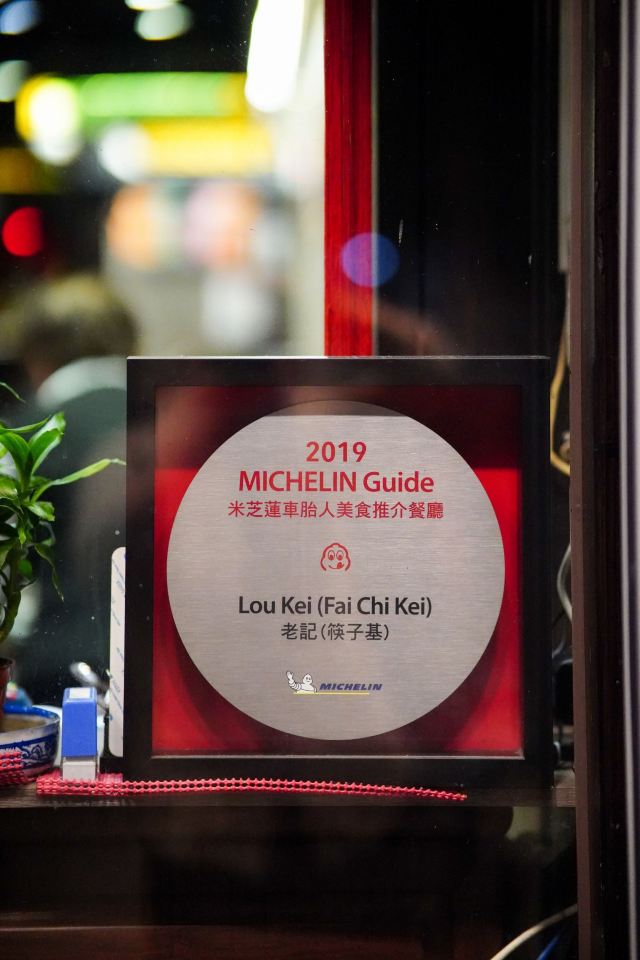 2019
MICHELIN Guide
米芝蓮車胎人美食推介餐廳
Lou Kei (Fai Chi Kei)
老記(筷子基)
MICHELIN